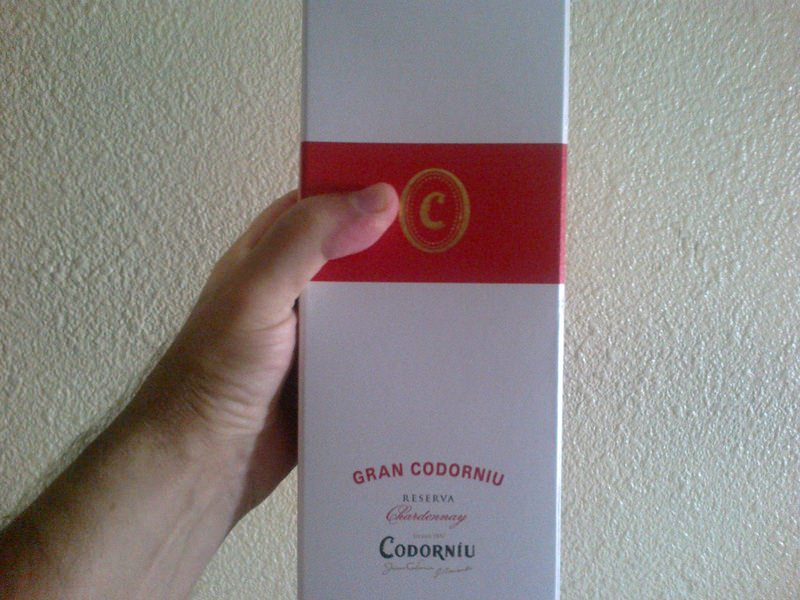 C
GRAN CODORNIU
RESERVA
Chardonnay
CODORNÍU